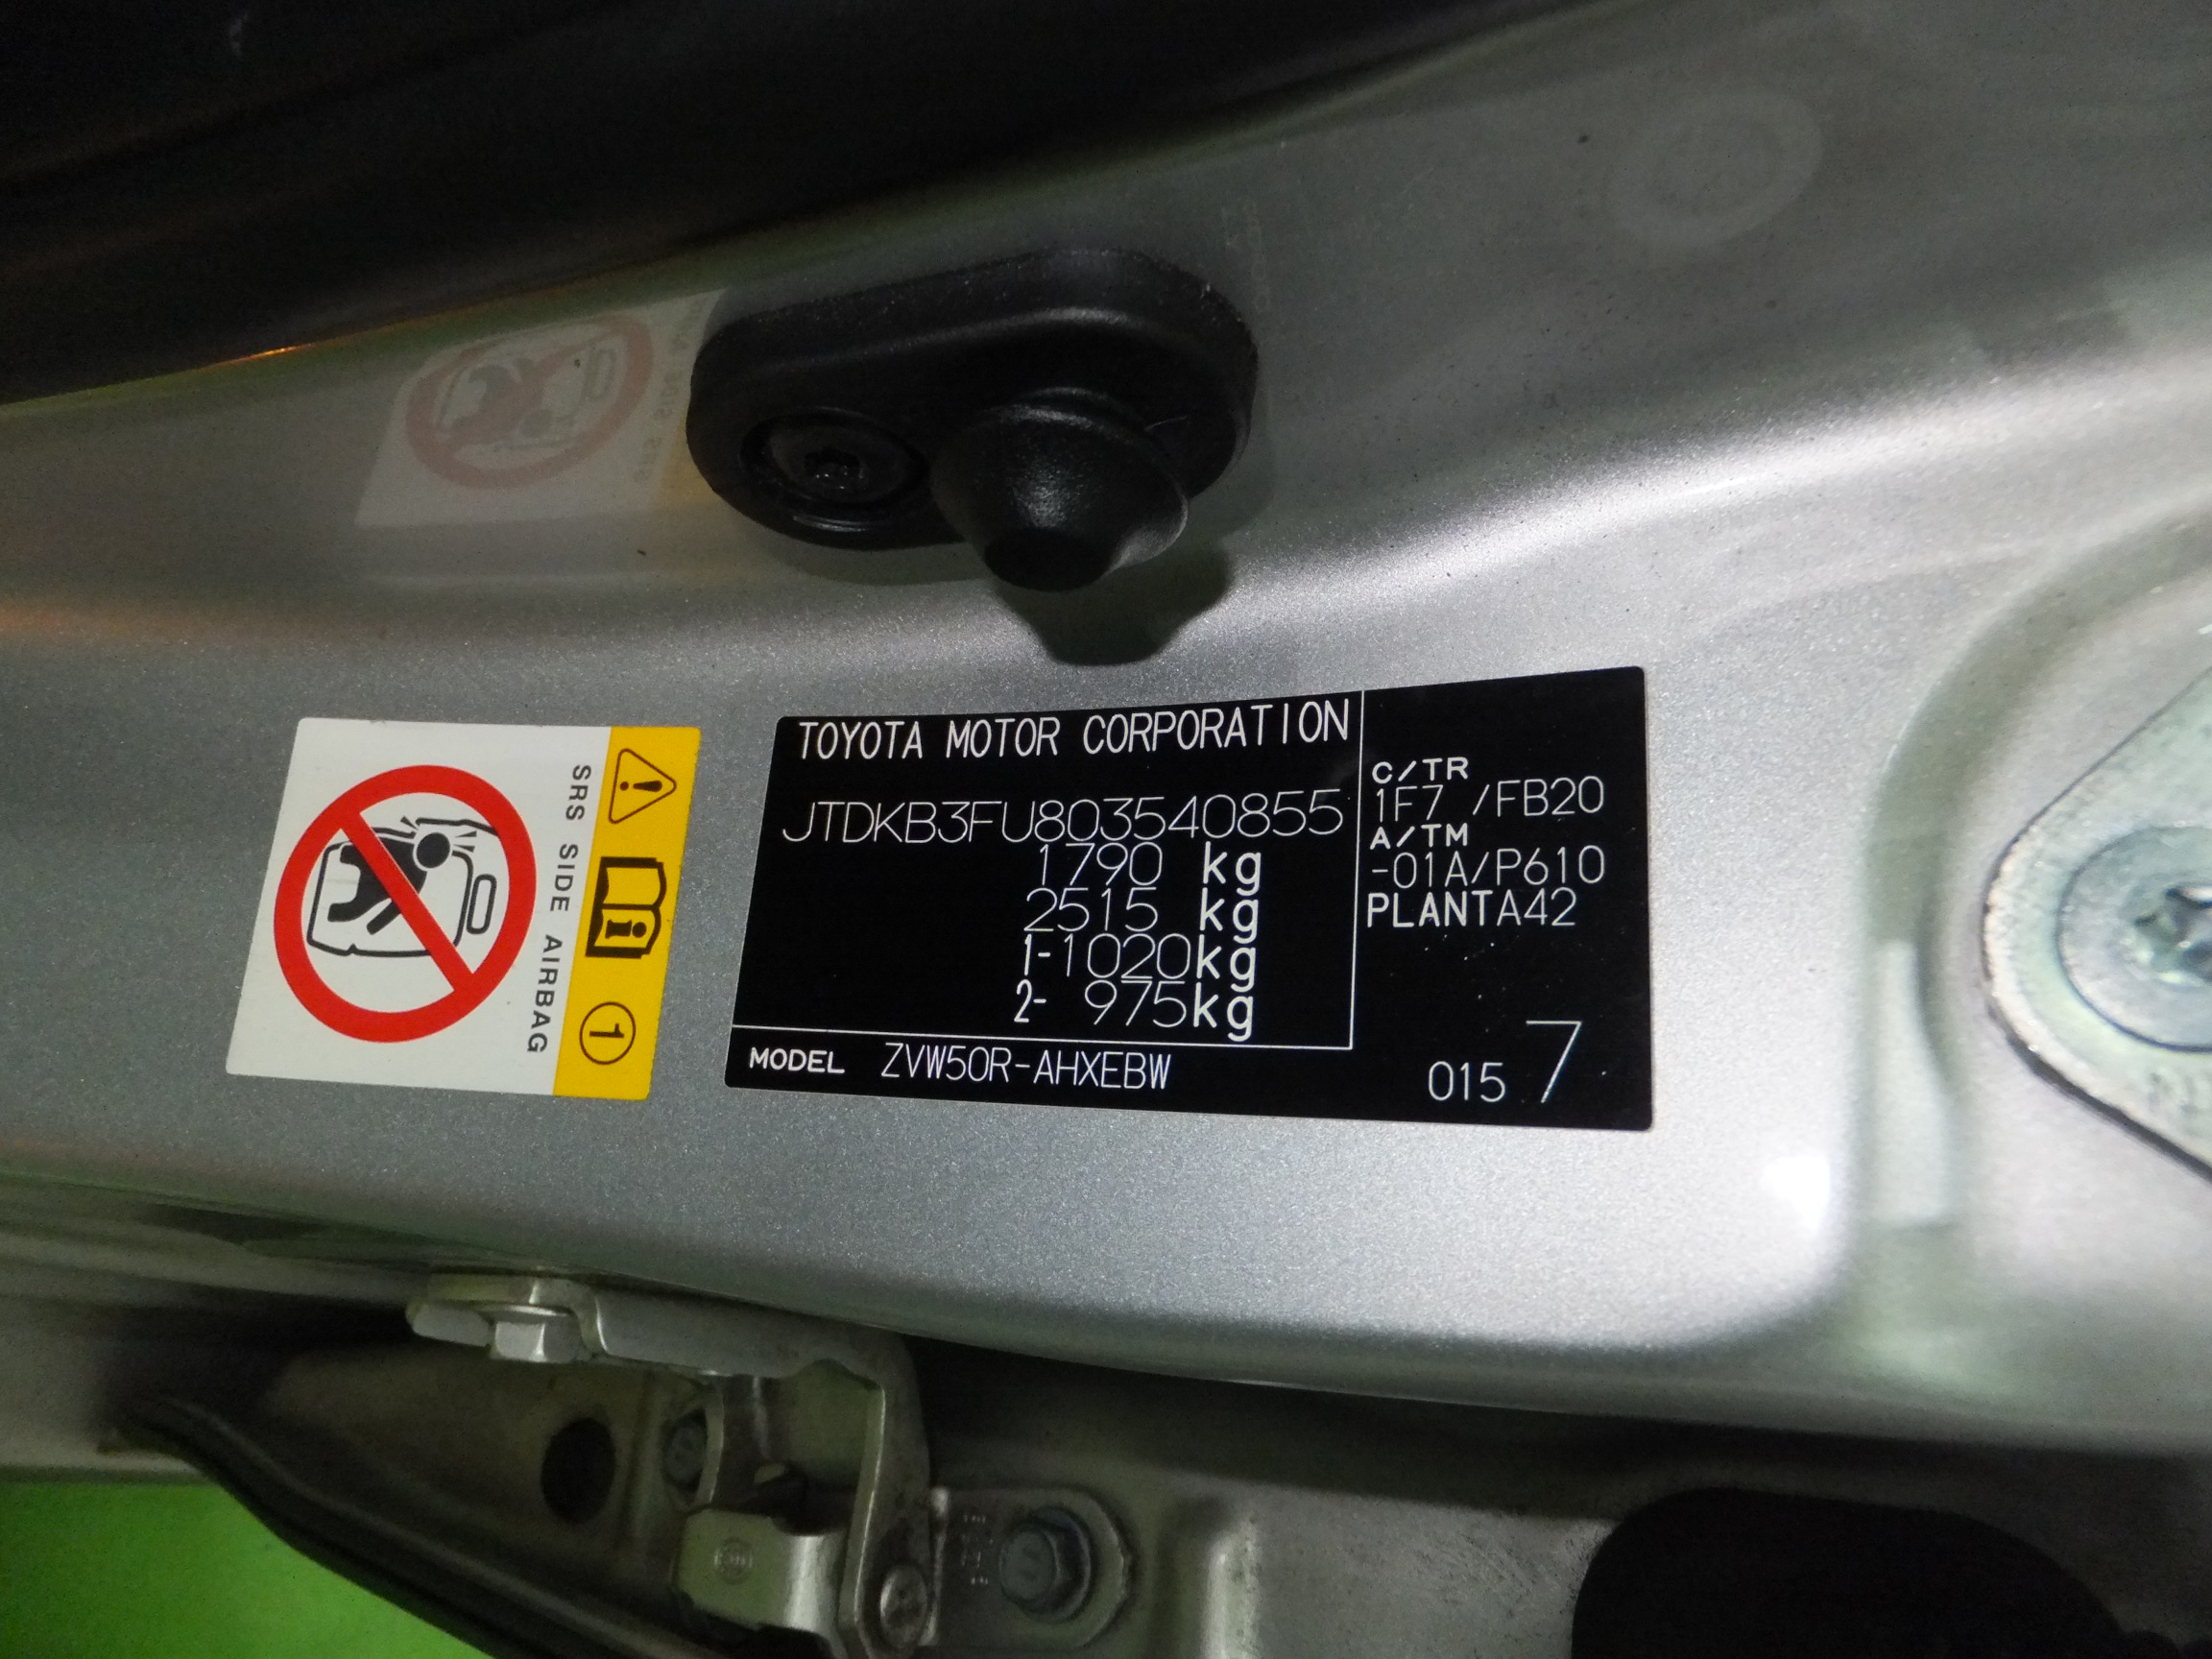 TOYOTA MOTOR CORPORATION
JTDKB3FU803540855
1790 kg
2515 kg
1-1020kg
2- 975kg
MODEL ZVW50R-AHXEBW
C/TR
1F7 /FB20
A/TM
-01A/P610
PLANTA42
015 7
SRS SIDE AIRBAG
1